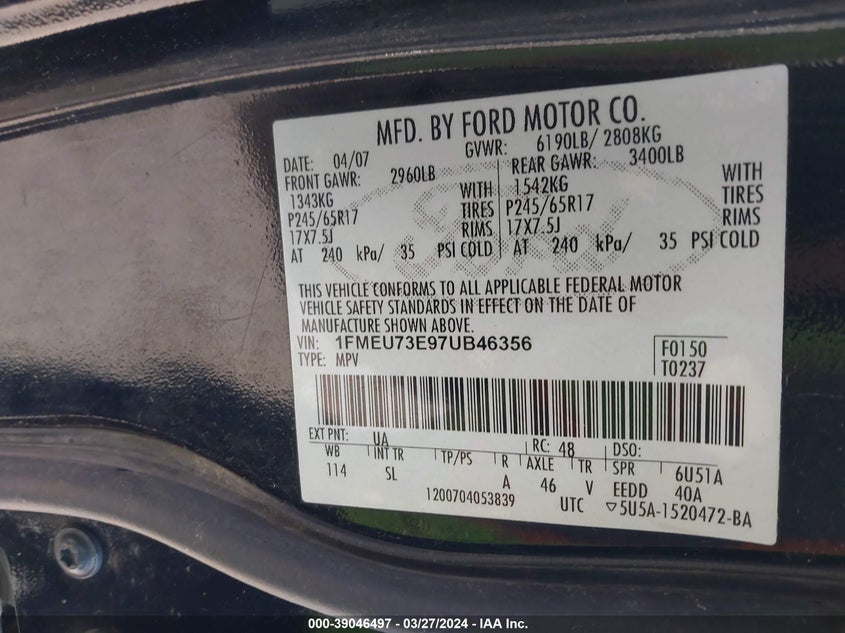 MFD. BY FORD MOTOR CO.
DATE: 04/07 GVWR: 6190LB/ 2808KG
FRONT GAWR: 2960LB REAR GAWR: 3400LB
1343KG WITH 1542KG WITH
P245/65R17 TIRES P245/65R17 TIRES
17X7.5J RIMS 17X7.5J RIMS
AT 240 kPa/ 35 PSI COLD AT 240 kPa/ 35 PSI COLD
THIS VEHICLE CONFORMS TO ALL APPLICABLE FEDERAL MOTOR
VEHICLE SAFETY STANDARDS IN EFFECT ON THE DATE OF
MANUFACTURE SHOWN ABOVE.
VIN: 1FMEU73E97UB46356 F0150
TYPE: MPV T0237
EXT PNT: UA RC: 48 DSO:
WB INT TR TP/PS R AXLE TR SPR 6U51A
114 SL A 46 V EEDD 40A
1200704053839 UTC ▽5U5A-1520472-BA
000-39046497 - 03/27/2024 - IAA Inc.